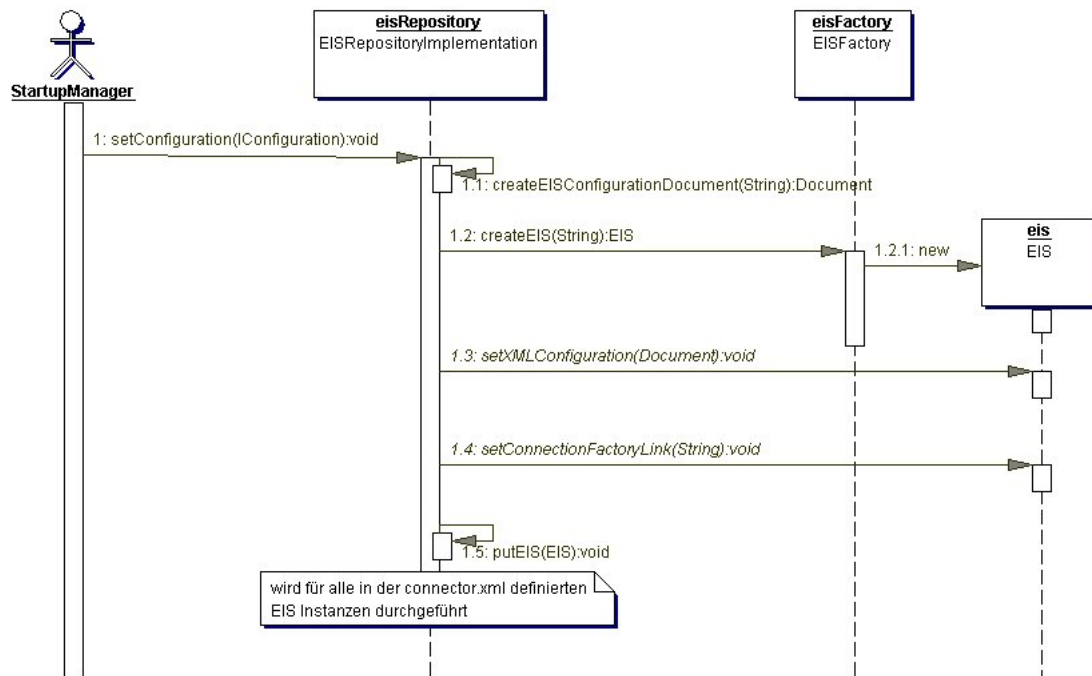 StartupManager
eisRepository
EISRepositoryImplementation
eisFactory
EISFactory
1: setConfiguration(IConfiguration):void
1.1: createEISConfigurationDocument(String):Document
1.2: createEIS(String):EIS
1.2.1: new
eis
EIS
1.3: setXMLConfiguration(Document):void
1.4: setConnectionFactoryLink(String):void
1.5: putEIS(EIS):void
wird für alle in der connector.xml definierten
EIS Instanzen durchgeführt